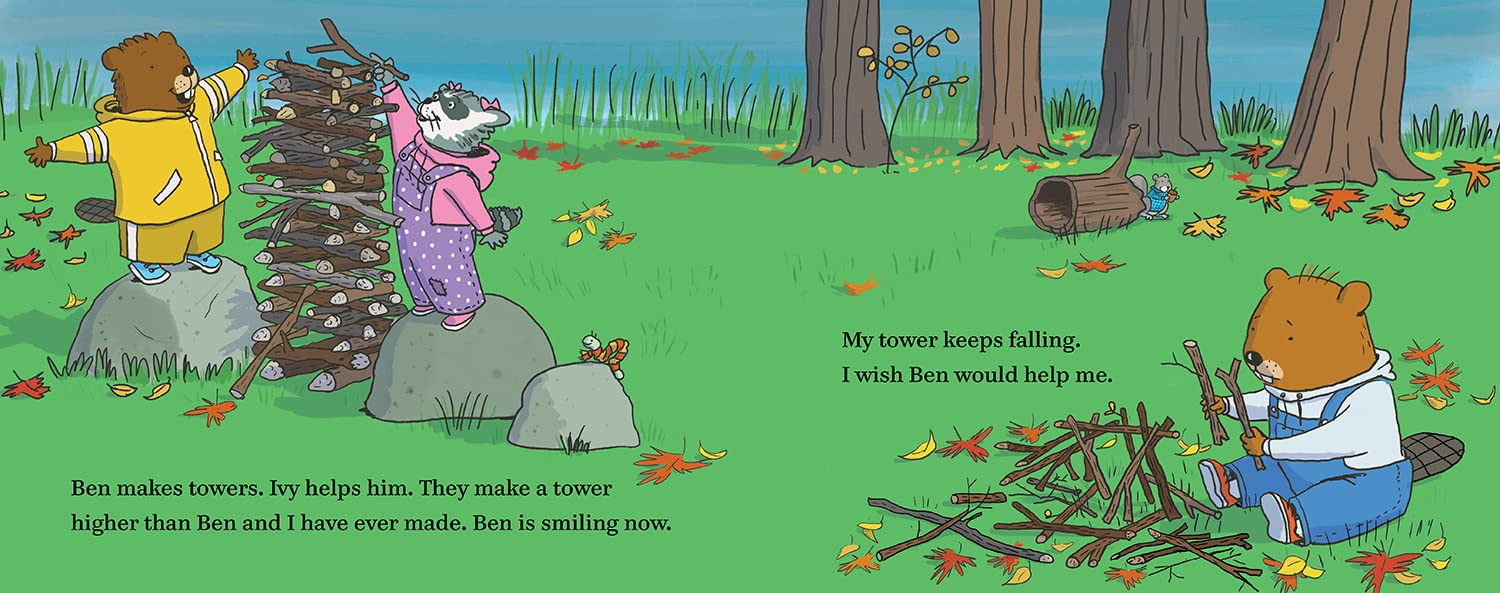 Ben makes towers. Ivy helps him. They make a tower
higher than Ben and I have ever made. Ben is smiling now.
My tower keeps falling.
I wish Ben would help me.